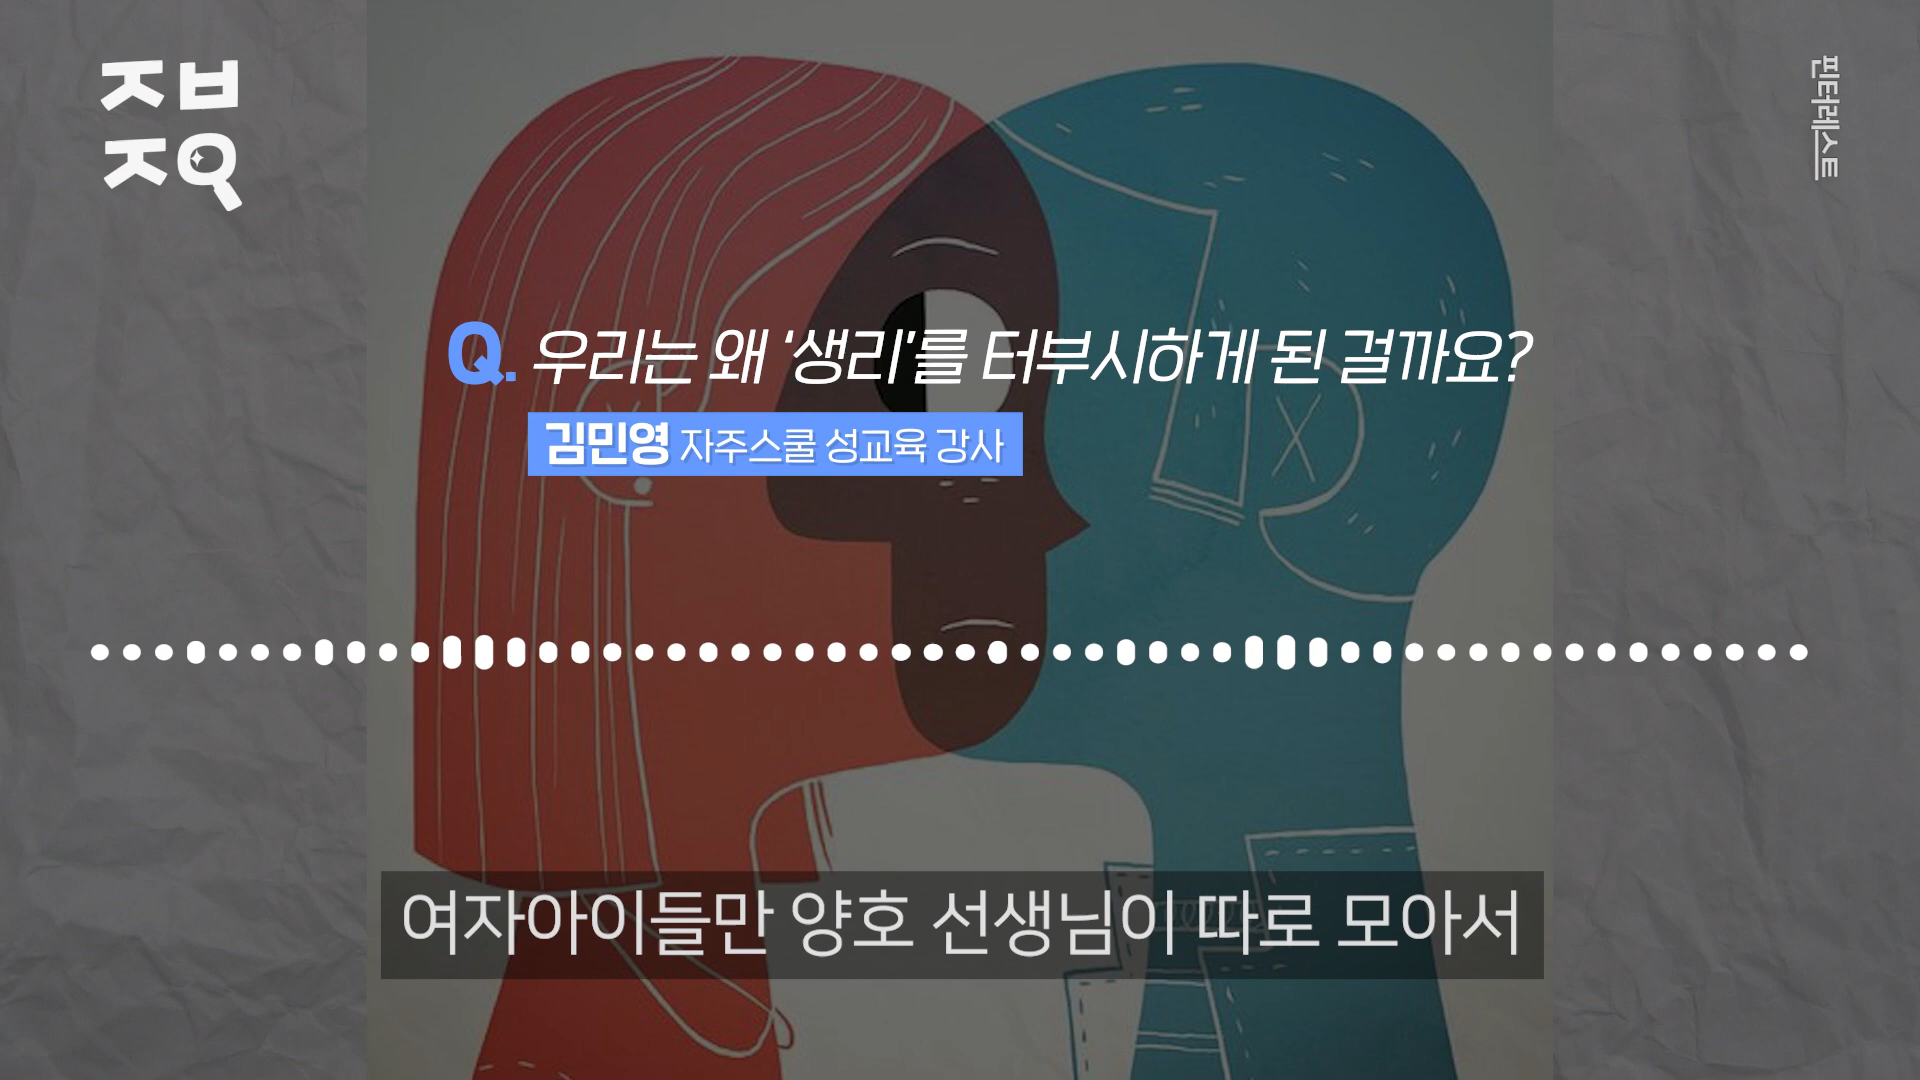 ㅈㅂ
ㅈㅇ
핀터레스트
Q. 우리는 왜 ‘생리’를 터부시하게 된 걸까요?
김민영 자주스쿨 성교육 강사
여자아이들만 양호 선생님이 따로 모아서